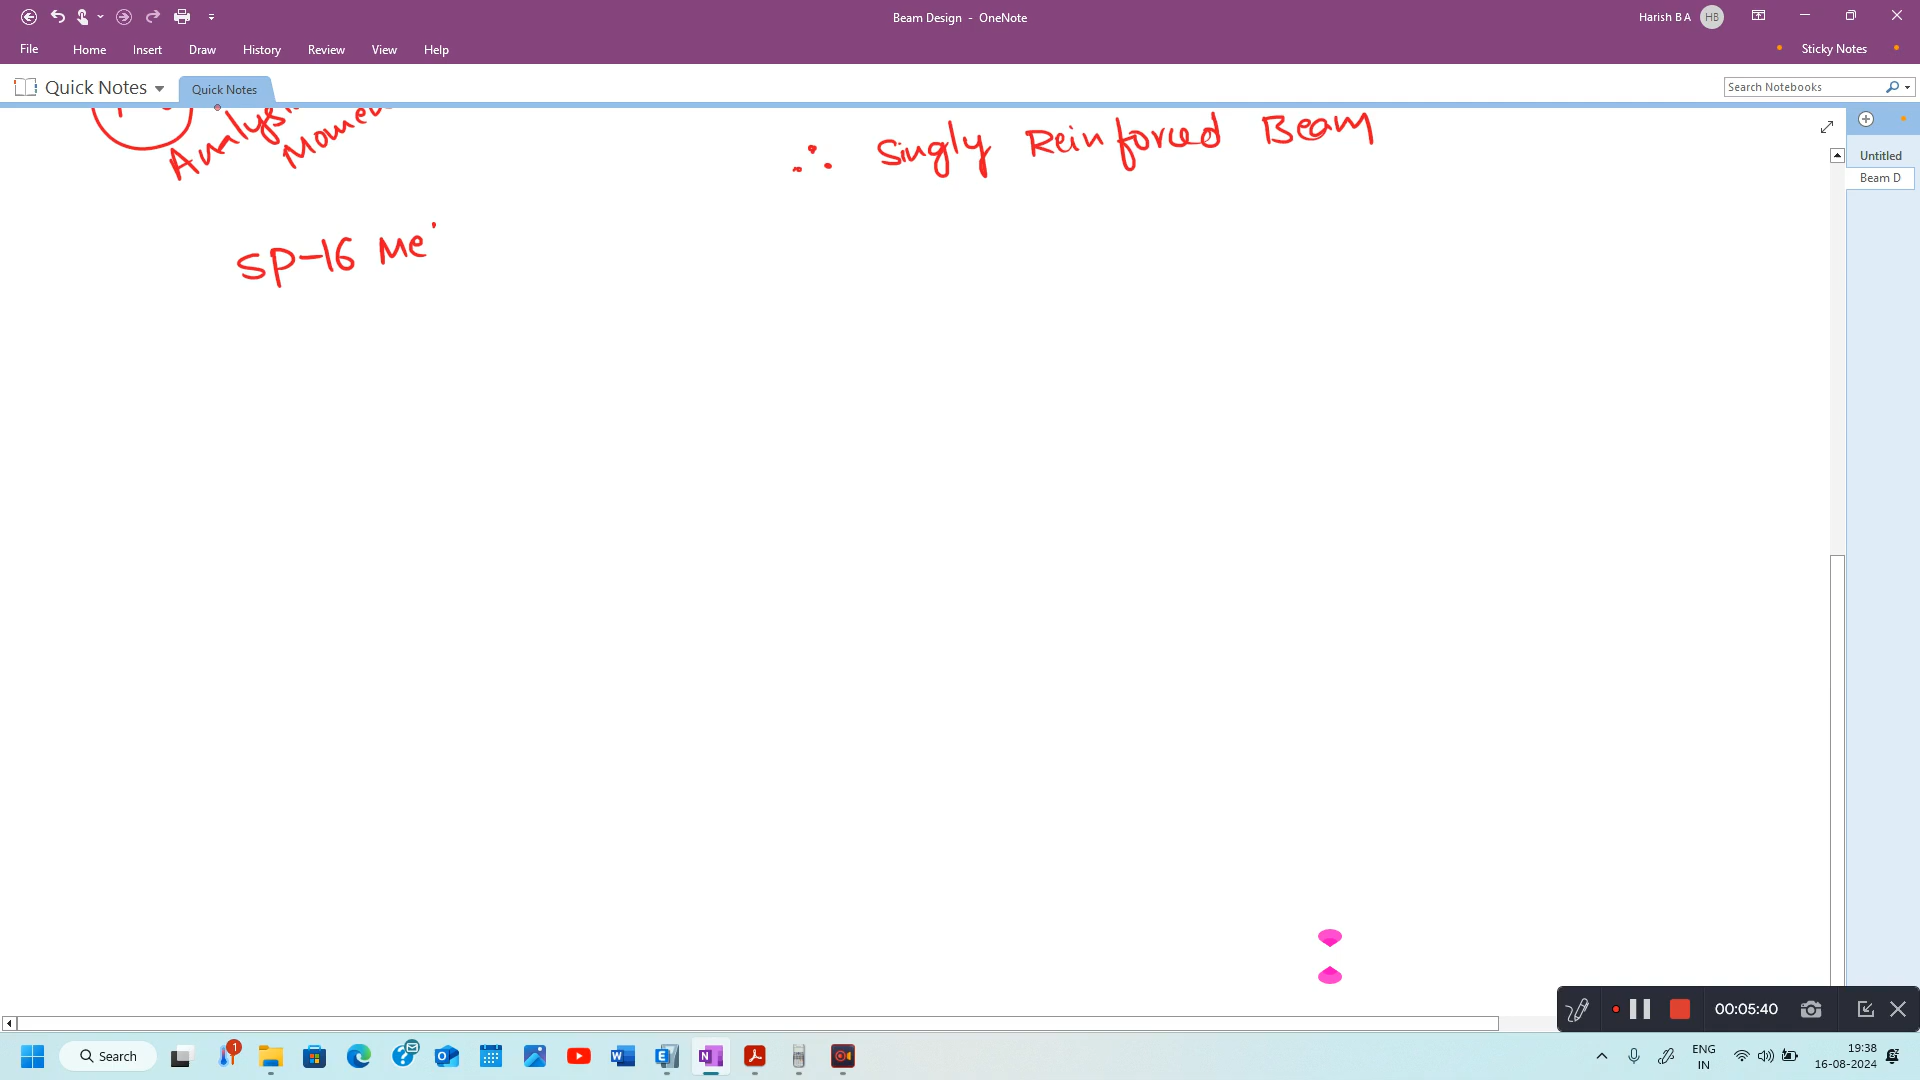 Beam Design - OneNote
Harish B A HB
File Home Insert Draw History Review View Help
Sticky Notes
Quick Notes Quick Notes
Search Notebooks
Untitled
Beam D
∴ Singly Reinforced Beam
SP-16 Me
00:05:40
Search
1
ENG
IN
19:38
16-08-2024